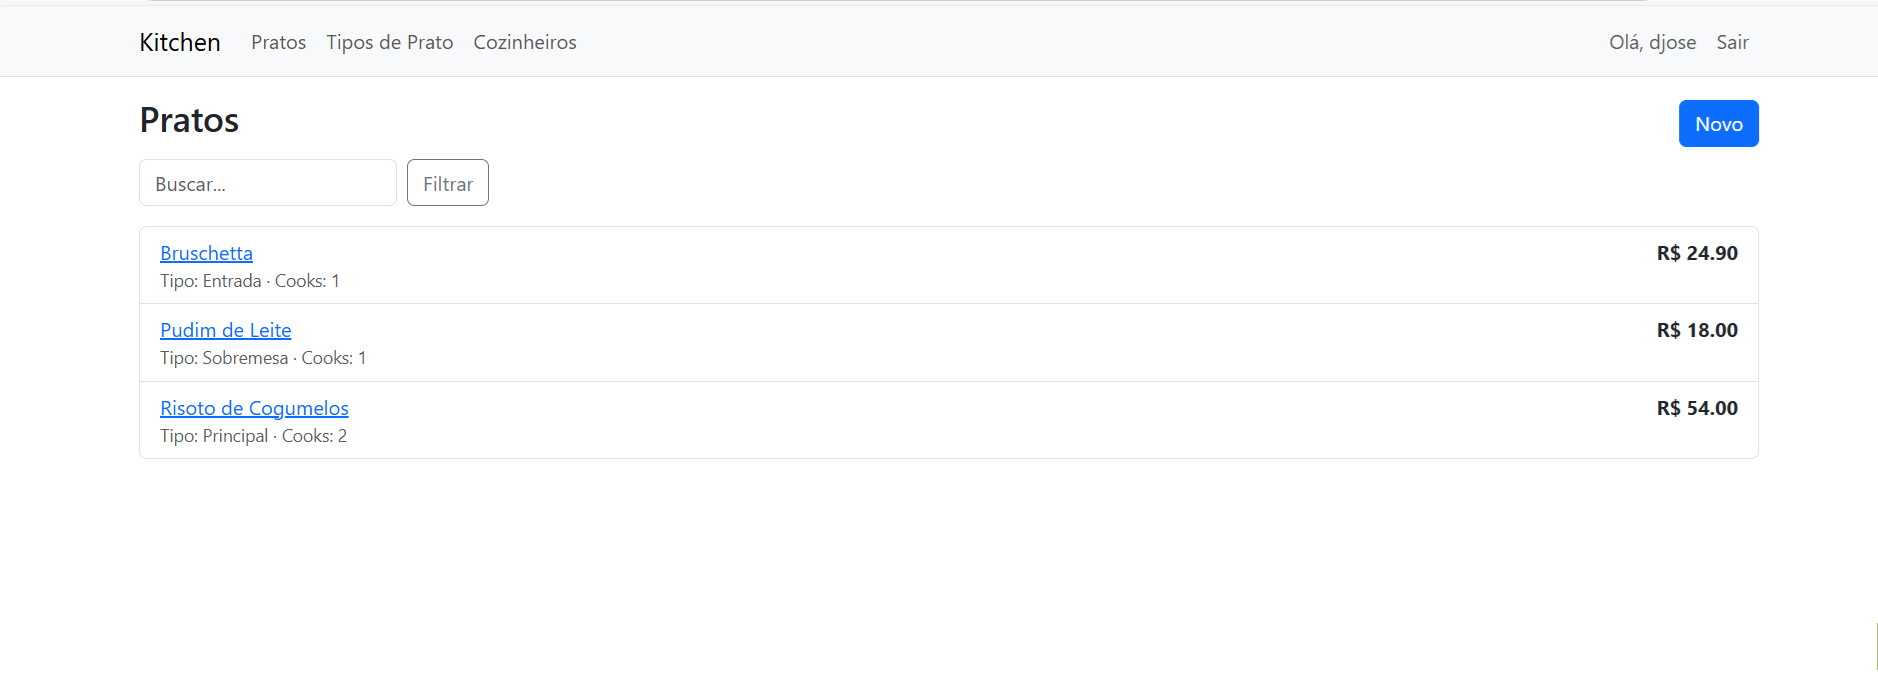 Kitchen Pratos Tipos de Prato Cozinheiros Olá, djose Sair
Pratos Novo
Buscar... Filtrar
Bruschetta R$ 24.90
Tipo: Entrada · Cooks: 1
Pudim de Leite R$ 18.00
Tipo: Sobremesa · Cooks: 1
Risoto de Cogumelos R$ 54.00
Tipo: Principal · Cooks: 2